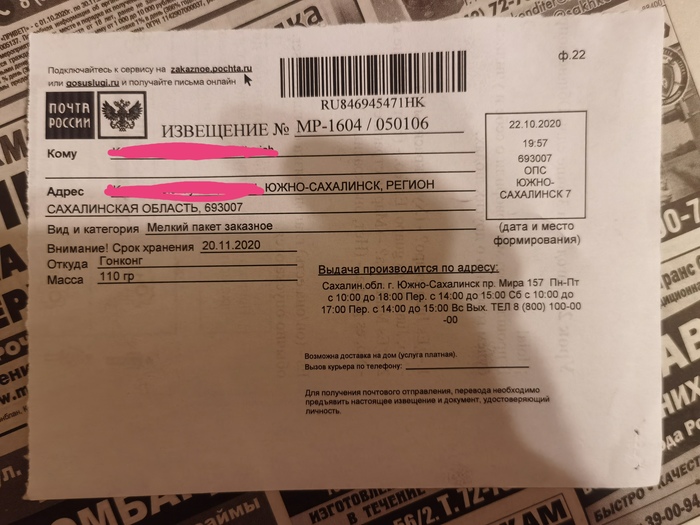 Подключайтесь к сервису на zakaznoe.pochta.ru
или gosuslugi.ru и получайте письма онлайн
ф.22
RU846945471HK
ПОЧТА
РОССИИ
ИЗВЕЩЕНИЕ № МР-1604 / 050106
22.10.2020
19:57
693007
ОПС
ЮЖНО-
САХАЛИНСК 7
(дата и место
формирования)
Кому
Адрес ЮЖНО-САХАЛИНСК, РЕГИОН
САХАЛИНСКАЯ ОБЛАСТЬ, 693007
Вид и категория Мелкий пакет заказное
Внимание! Срок хранения 20.11.2020
Откуда Гонконг
Масса 110 гр
Выдача производится по адресу:
Сахалин.обл. г. Южно-Сахалинск пр. Мира 157 Пн-Пт
с 10:00 до 18:00 Пер. с 14:00 до 15:00 Сб с 10:00 до
17:00 Пер. с 14:00 до 15:00 Вс Вых. ТЕЛ 8 (800) 100-00
-00
Возможна доставка на дом (услуга платная).
Вызов курьера по телефону:
Для получения почтового отправления, перевода необходимо
предъявить настоящее извещение и документ, удостоверяющий
личность.
ИЗГОТОВЛЕНИЕ
В ТЕЧЕНИЕ
БЫСТРО КАЧЕСТВ